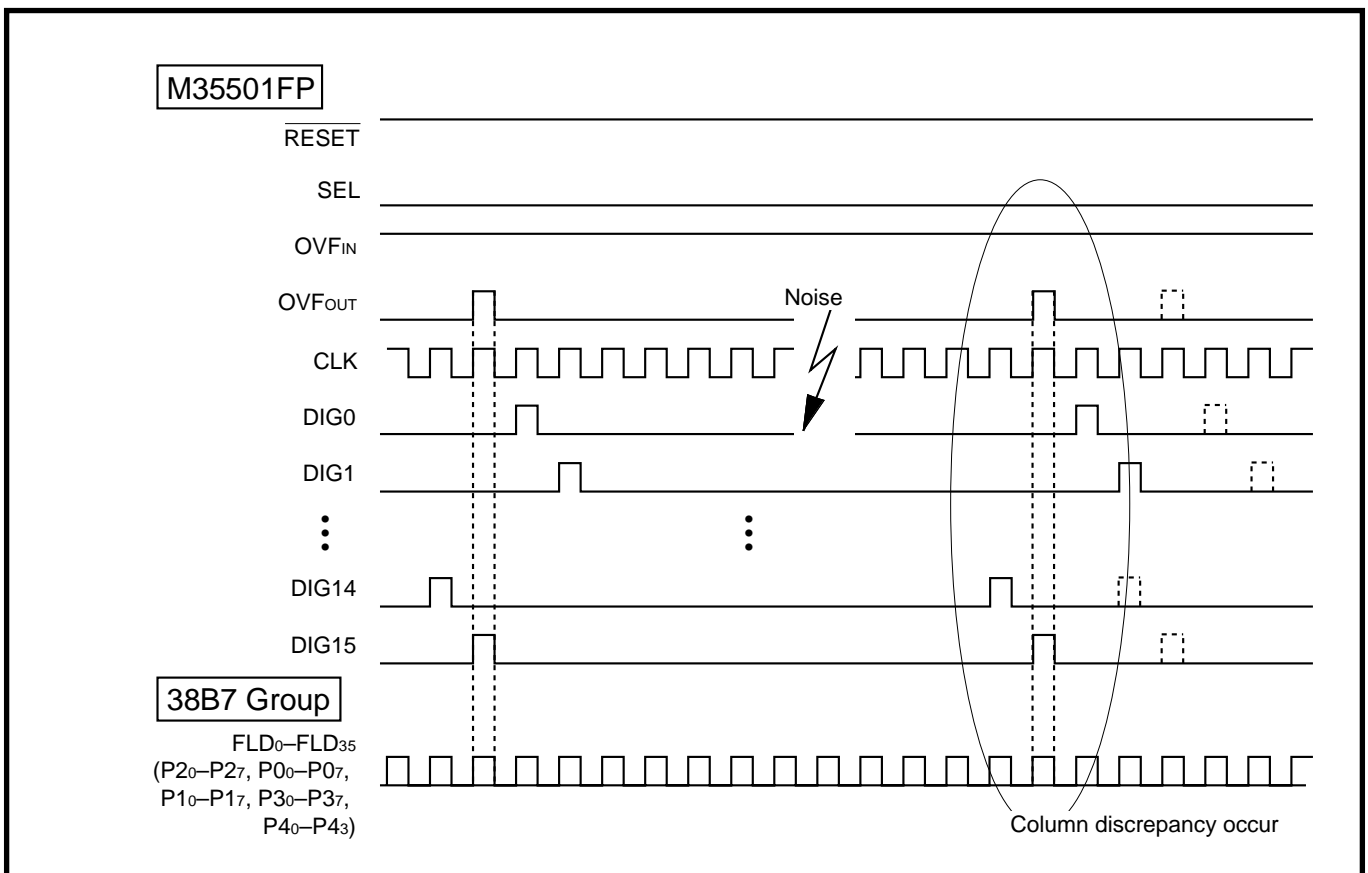 M35501FP
RESET
SEL
OVFIN
OVFOUT
Noise
CLK
DIG0
DIG1
DIG14
DIG15
38B7 Group
FLD0–FLD35
(P20–P27, P00–P07,
P10–P17, P30–P37,
P40–P43)
Column discrepancy occur